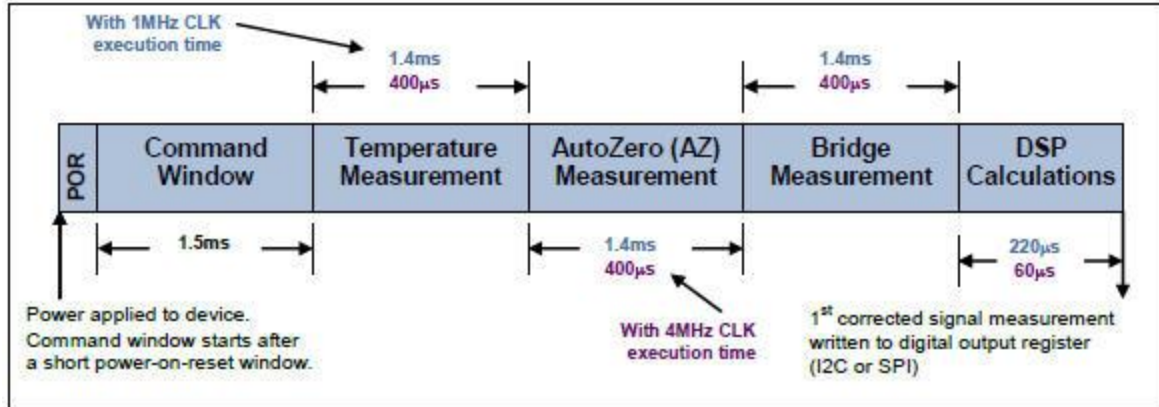 With 1MHz CLK
execution time
1.4ms
400µs
1.4ms
400µs
POR
Command
Window
Temperature
Measurement
AutoZero (AZ)
Measurement
Bridge
Measurement
DSP
Calculations
1.5ms
1.4ms
400µs
220µs
60µs
Power applied to device.
Command window starts after
a short power-on-reset window.
With 4MHz CLK
execution time
1st corrected signal measurement
written to digital output register
(I2C or SPI)